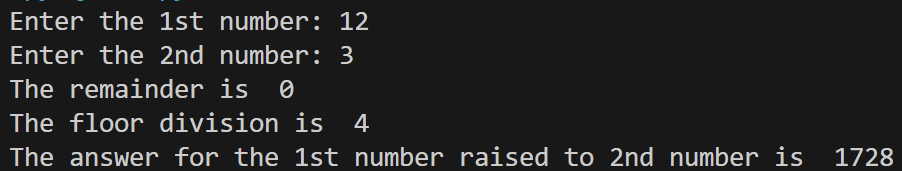 Enter the 1st number: 12
Enter the 2nd number: 3
The remainder is  0
The floor division is  4
The answer for the 1st number raised to 2nd number is  1728